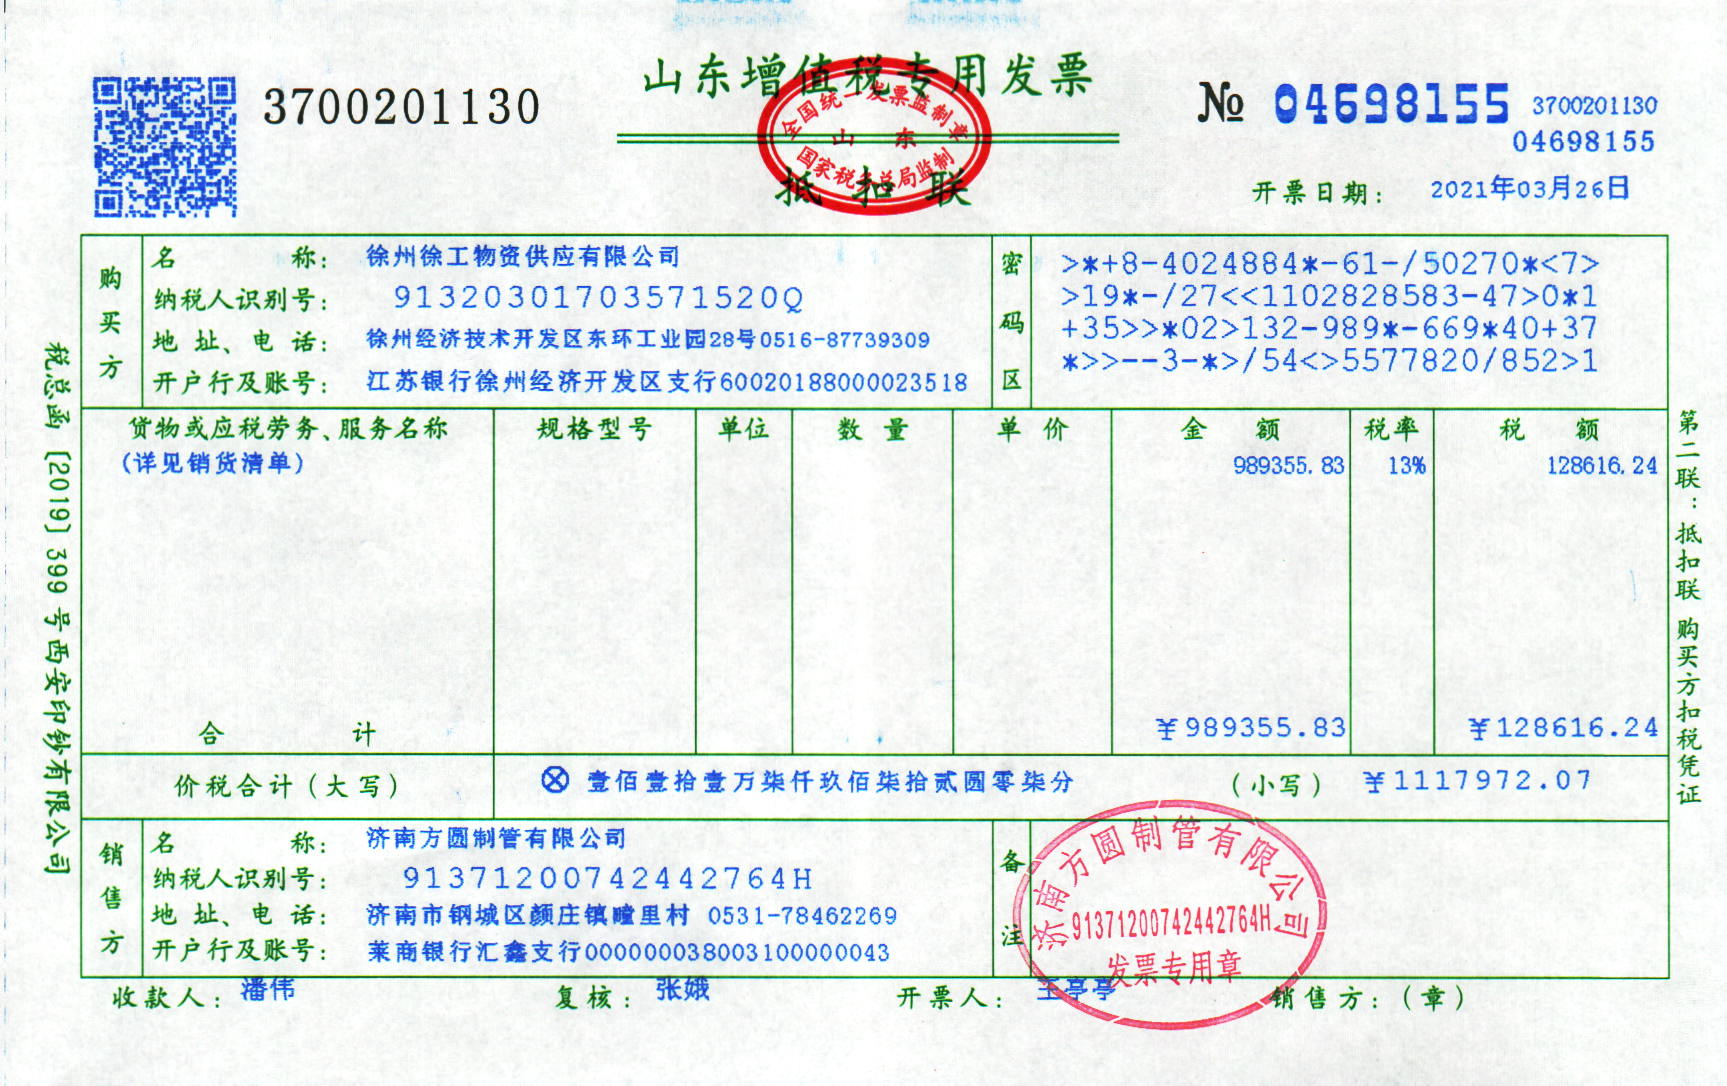 山东增值税专用发票
3700201130
№ 04698155 3700201130
04698155
全国统一发票监制章
山东
国家税务总局监制
抵扣联
开票日期: 2021年03月26日
购买方
名 称: 徐州徐工物资供应有限公司
纳税人识别号: 91320301703571520Q
地址、电话: 徐州经济技术开发区东环工业园28号0516-87739309
开户行及账号: 江苏银行徐州经济开发区支行60020188000023518
密码区
>*+8-4024884*-61-/50270*<7>
>19*-/27<<1102828583-47>0*1
+35>>*02>132-989*-669*40+37
*>>--3-*>/54<>5577820/852>1
货物或应税劳务、服务名称 规格型号 单位 数量 单价 金额 税率 税额
(详见销货清单) 989355.83 13% 128616.24
合计 ¥989355.83 ¥128616.24
价税合计(大写) ⊗壹佰壹拾壹万柒仟玖佰柒拾贰圆零柒分 (小写) ¥1117972.07
销售方
名 称: 济南方圆制管有限公司
纳税人识别号: 91371200742442764H
地址、电话: 济南市钢城区颜庄镇疃里村 0531-78462269
开户行及账号: 莱商银行汇鑫支行000000038003100000043
备注
济南方圆制管有限公司
91371200742442764H
发票专用章
收款人: 潘伟 复核: 张娥 开票人: 王亭亭 销售方:(章)
税总函〔2019〕399号西安印钞有限公司
第二联:抵扣联 购买方扣税凭证